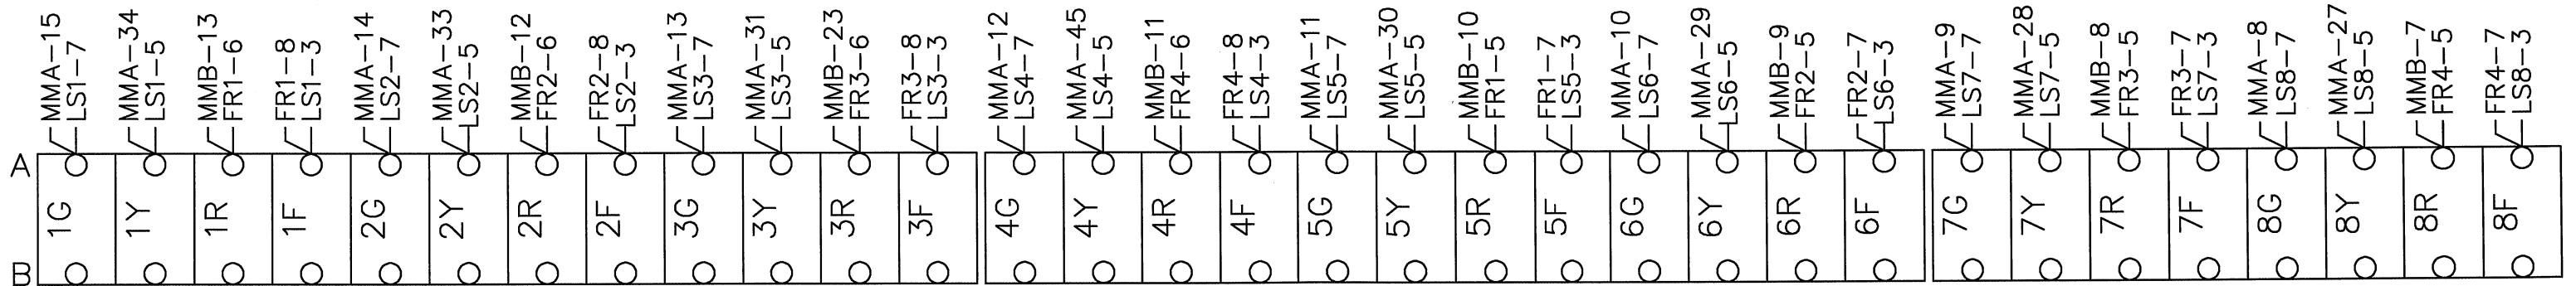 MMA-15
LS1-7
MMA-34
LS1-5
MMB-13
FR1-6
FR1-8
LS1-3
MMA-14
LS2-7
MMA-33
LS2-5
MMB-12
FR2-6
FR2-8
LS2-3
MMA-13
LS3-7
MMA-31
LS3-5
MMB-23
FR3-6
FR3-8
LS3-3
MMA-12
LS4-7
MMA-45
LS4-5
MMB-11
FR4-6
FR4-8
LS4-3
MMA-11
LS5-7
MMA-30
LS5-5
MMB-10
FR1-5
FR1-7
LS5-3
MMA-10
LS6-7
MMA-29
LS6-5
MMB-9
FR2-5
FR2-7
LS6-3
MMA-9
LS7-7
MMA-28
LS7-5
MMB-8
FR3-5
FR3-7
LS7-3
MMA-8
LS8-7
MMA-27
LS8-5
MMB-7
FR4-5
FR4-7
LS8-3
A
1G
1Y
1R
1F
2G
2Y
2R
2F
3G
3Y
3R
3F
4G
4Y
4R
4F
5G
5Y
5R
5F
6G
6Y
6R
6F
7G
7Y
7R
7F
8G
8Y
8R
8F
B